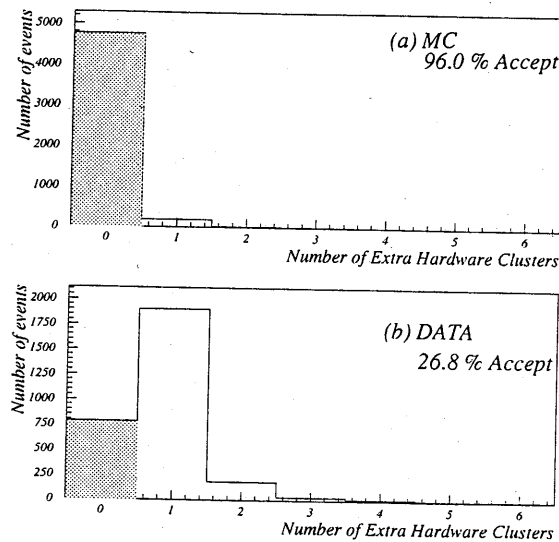 (a) MC
96.0 % Accept
Number of events
5000
4000
3000
2000
1000
0
0 1 2 3 4 5 6
Number of Extra Hardware Clusters
(b) DATA
26.8 % Accept
Number of events
2000
1750
1500
1250
1000
750
500
250
0
0 1 2 3 4 5 6
Number of Extra Hardware Clusters